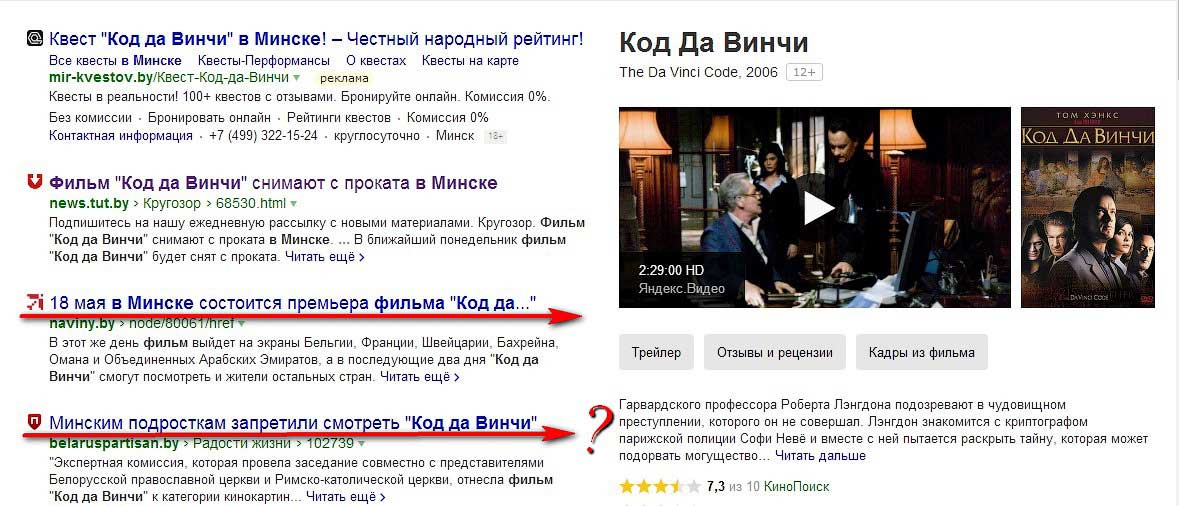 Квест "Код да Винчи" в Минске! – Честный народный рейтинг!
Все квесты в Минске Квесты-Перформансы О квестах Квесты на карте
mir-kvestov.by/Квест-Код-да-Винчи реклама
Квесты в реальности! 100+ квестов с отзывами. Бронируйте онлайн. Комиссия 0%.
Без комиссии · Бронировать онлайн · Рейтинги квестов · Комиссия 0%
Контактная информация · +7 (499) 322-15-24 · круглосуточно · Минск 18+
Фильм "Код да Винчи" снимают с проката в Минске
news.tut.by › Кругозор › 68530.html
Подпишитесь на нашу ежедневную рассылку с новыми материалами. Кругозор. Фильм
"Код да Винчи" снимают с проката в Минске. ... В ближайший понедельник фильм
"Код да Винчи" будет снят с проката. Читать ещё ›
18 мая в Минске состоится премьера фильма "Код да..."
naviny.by › node/80061/href
В этот же день фильм выйдет на экраны Бельгии, Франции, Швейцарии, Бахрейна,
Омана и Объединенных Арабских Эмиратов, а в последующие два дня "Код да
Винчи" смогут посмотреть и жители остальных стран. Читать ещё ›
Минским подросткам запретили смотреть "Код да Винчи"
belaruspartisan.by › Радости жизни › 102739
"Экспертная комиссия, которая провела заседание совместно с представителями
Белорусской православной церкви и Римско-католической церкви, отнесла фильм
"Код да Винчи" к категории кинокартин... Читать ещё ›
?
Код Да Винчи
The Da Vinci Code, 2006 12+
2:29:00 HD
Яндекс.Видео
ТОМ ХЭНКС
КОД ДА ВИНЧИ
DA VINCI CODE
Трейлер Отзывы и рецензии Кадры из фильма
Гарвардского профессора Роберта Лэнгдона подозревают в чудовищном
преступлении, которого он не совершал. Лэнгдон знакомится с криптографом
парижской полиции Софи Невё и вместе с ней пытается раскрыть тайну, которая может
подорвать могущество... Читать дальше
7,3 из 10 КиноПоиск